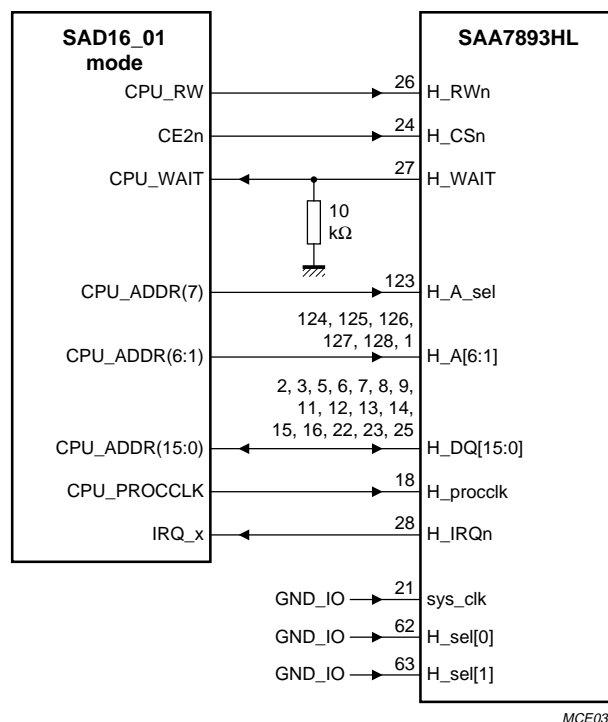 SAD16_01
mode
SAA7893HL
CPU_RW
26
H_RWn
CE2n
24
H_CSn
CPU_WAIT
27
H_WAIT
10
kΩ
CPU_ADDR(7)
123
H_A_sel
124, 125, 126,
127, 128, 1
CPU_ADDR(6:1)
H_A[6:1]
2, 3, 5, 6, 7, 8, 9,
11, 12, 13, 14,
15, 16, 22, 23, 25
CPU_ADDR(15:0)
H_DQ[15:0]
CPU_PROCCLK
18
H_procclk
IRQ_x
28
H_IRQn
GND_IO
21
sys_clk
GND_IO
62
H_sel[0]
GND_IO
63
H_sel[1]